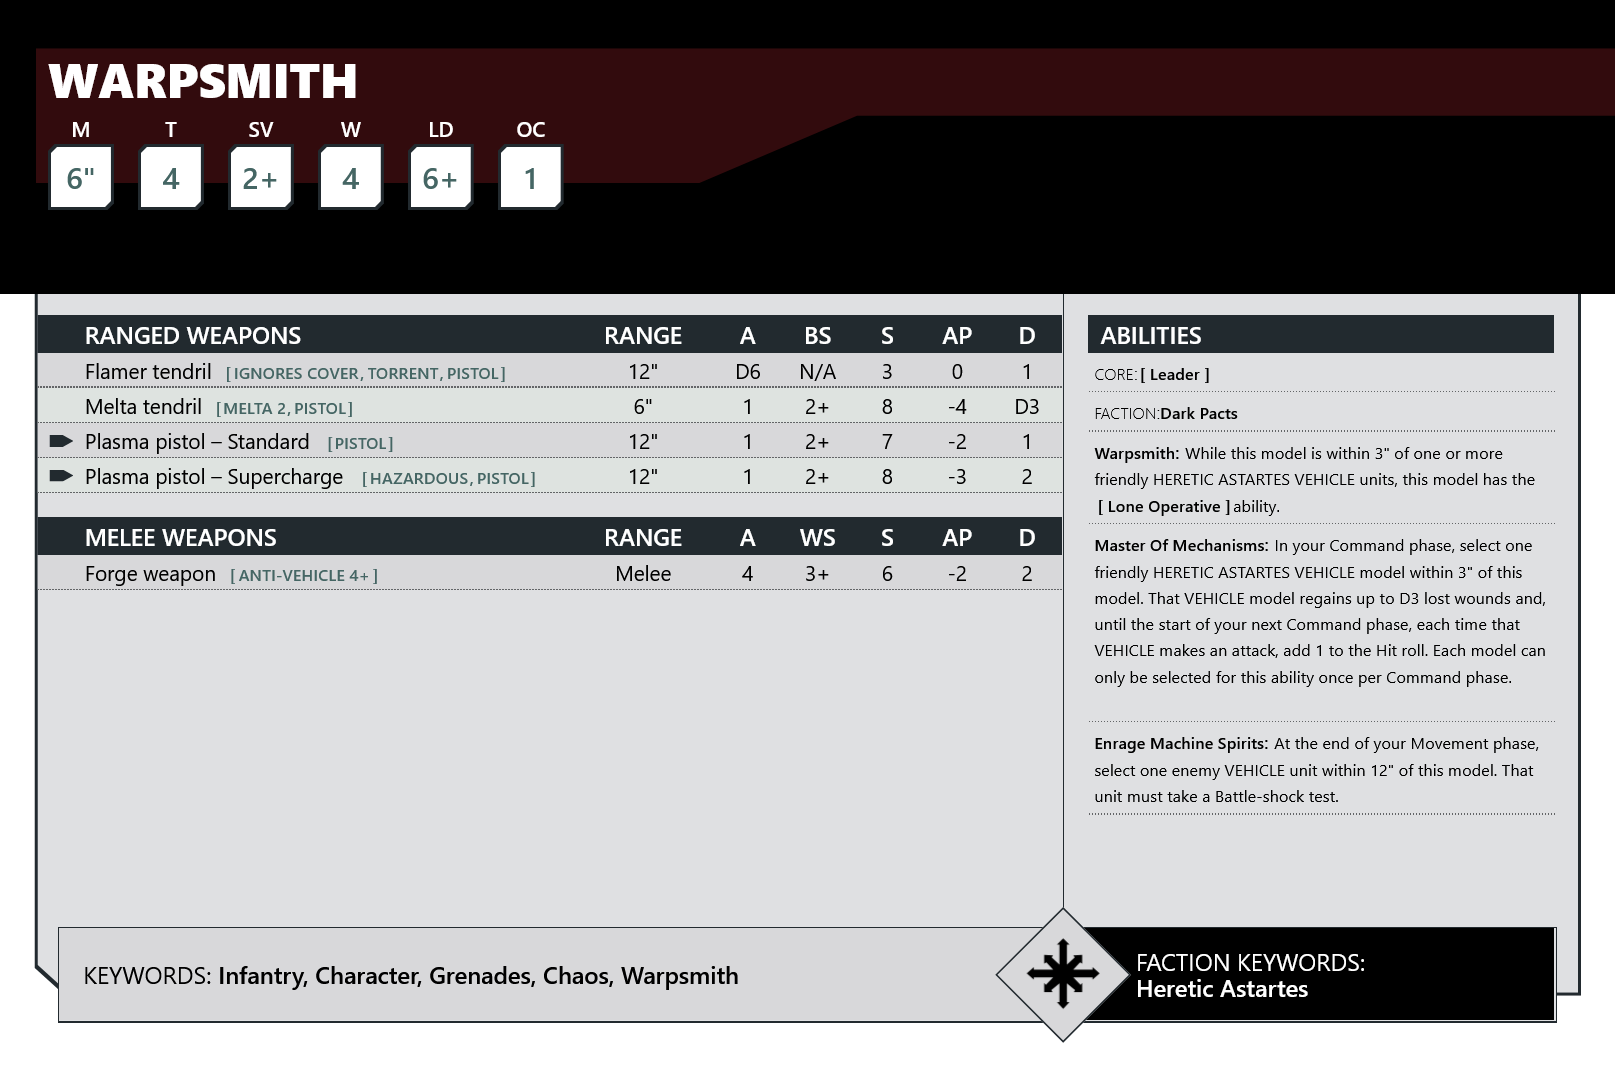 WARPSMITH
M T SV W LD OC
6" 4 2+ 4 6+ 1
RANGED WEAPONS RANGE A BS S AP D
Flamer tendril [IGNORES COVER, TORRENT, PISTOL] 12" D6 N/A 3 0 1
Melta tendril [MELTA 2, PISTOL] 6" 1 2+ 8 -4 D3
Plasma pistol – Standard [PISTOL] 12" 1 2+ 7 -2 1
Plasma pistol – Supercharge [HAZARDOUS, PISTOL] 12" 1 2+ 8 -3 2
MELEE WEAPONS RANGE A WS S AP D
Forge weapon [ANTI-VEHICLE 4+] Melee 4 3+ 6 -2 2
ABILITIES
CORE: [ Leader ]
FACTION: Dark Pacts
Warpsmith: While this model is within 3" of one or more
friendly HERETIC ASTARTES VEHICLE units, this model has the
[ Lone Operative ] ability.
Master Of Mechanisms: In your Command phase, select one
friendly HERETIC ASTARTES VEHICLE model within 3" of this
model. That VEHICLE model regains up to D3 lost wounds and,
until the start of your next Command phase, each time that
VEHICLE makes an attack, add 1 to the Hit roll. Each model can
only be selected for this ability once per Command phase.
Enrage Machine Spirits: At the end of your Movement phase,
select one enemy VEHICLE unit within 12" of this model. That
unit must take a Battle-shock test.
KEYWORDS: Infantry, Character, Grenades, Chaos, Warpsmith
FACTION KEYWORDS:
Heretic Astartes